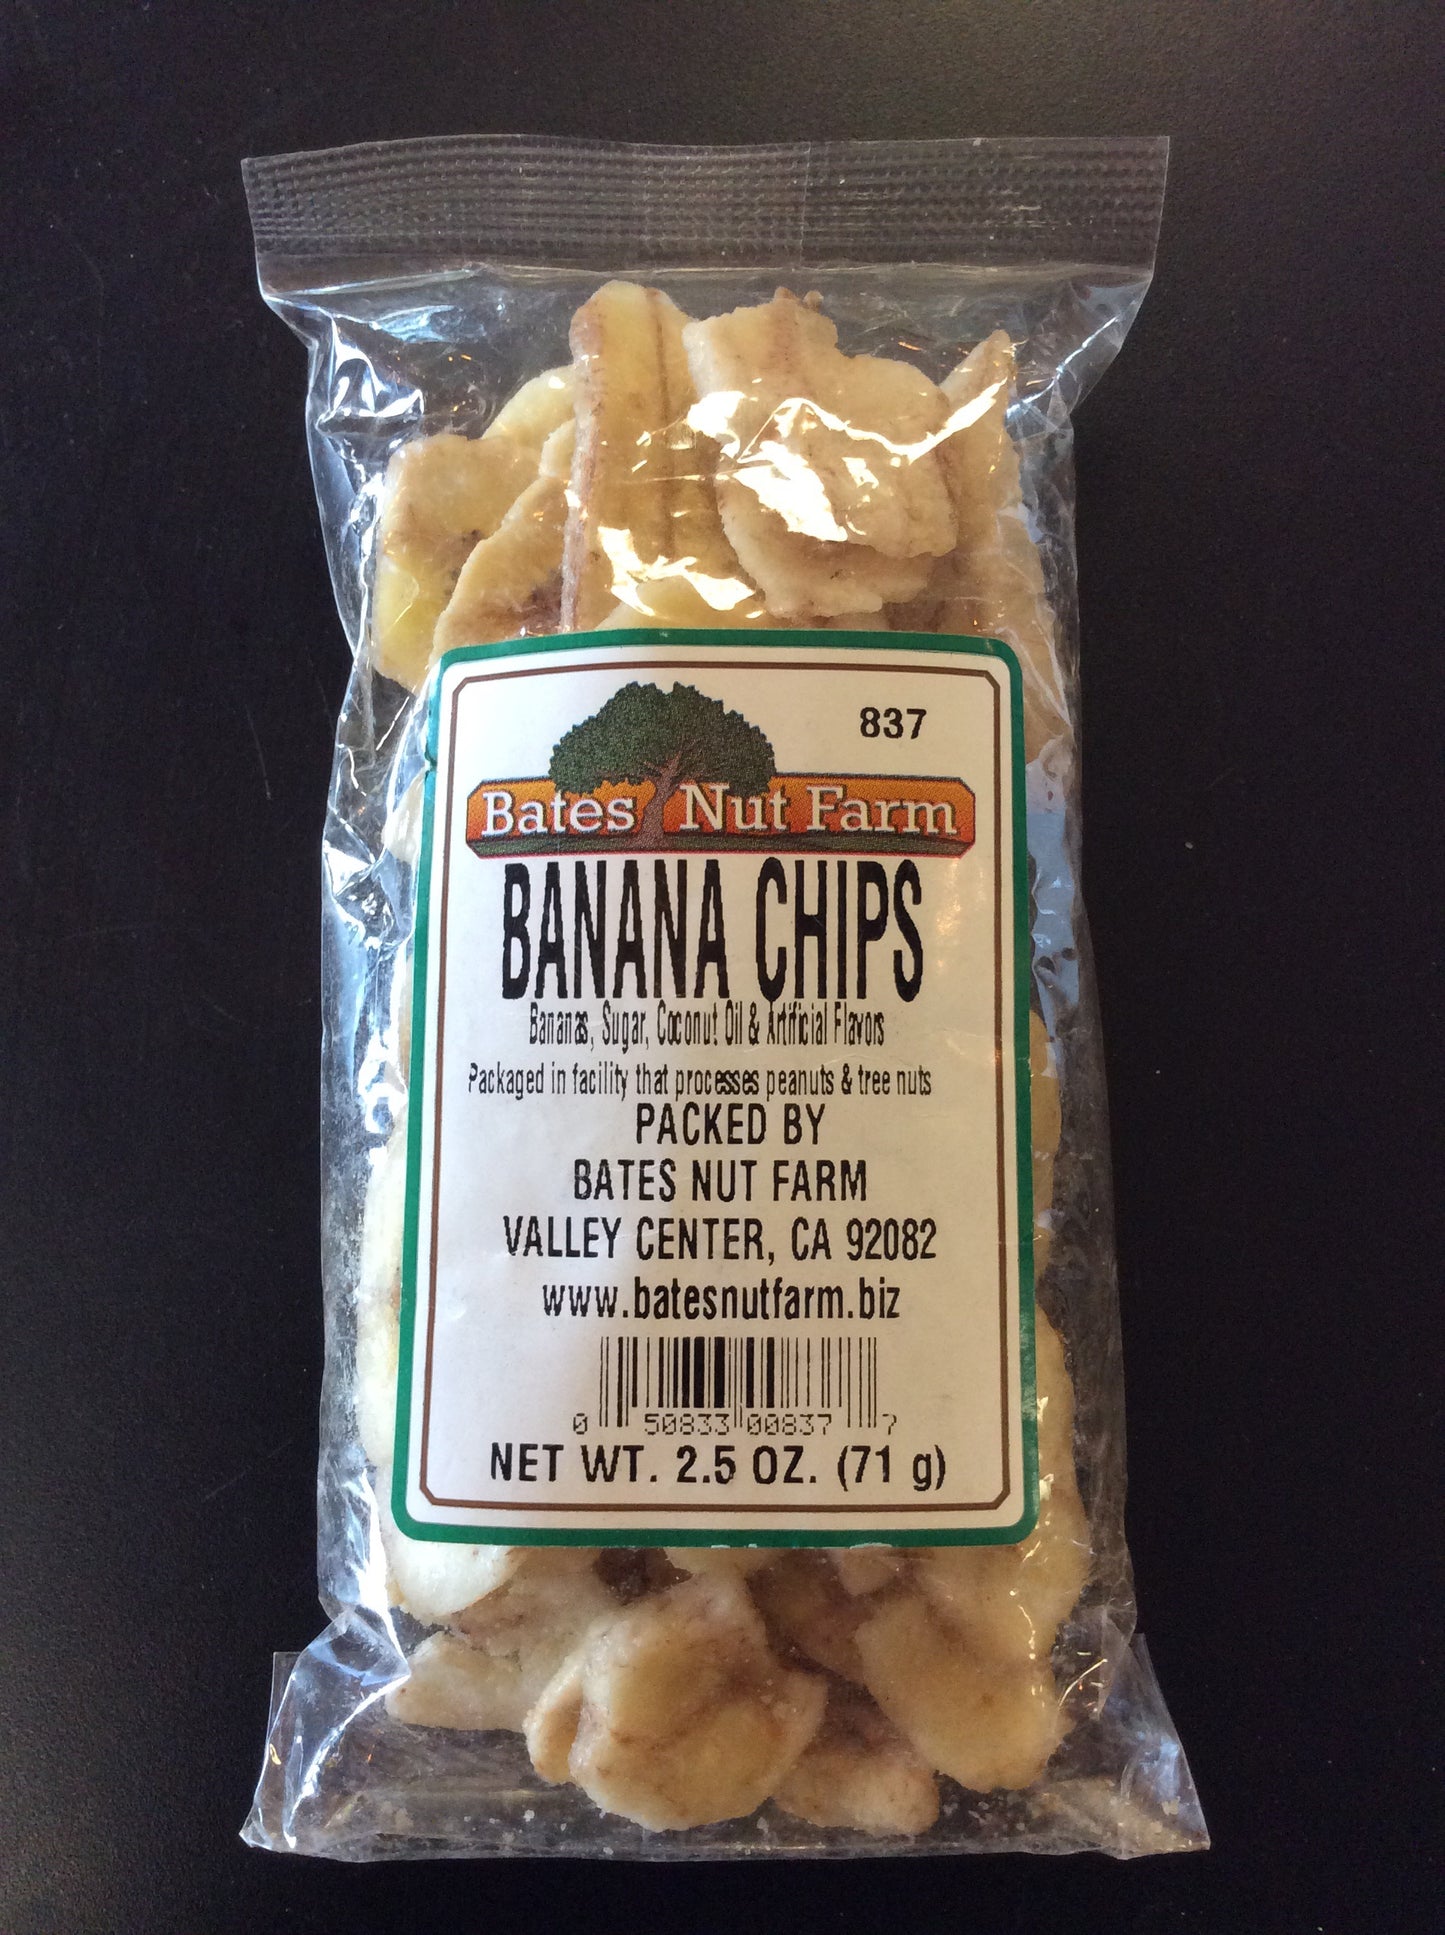 837
Bates Nut Farm
BANANA CHIPS
Bananas, Sugar, Coconut Oil & Artificial Flavors
Packaged in facility that processes peanuts & tree nuts
PACKED BY
BATES NUT FARM
VALLEY CENTER, CA 92082
www.batesnutfarm.biz
0 50833 00837 7
NET WT. 2.5 OZ. (71 g)